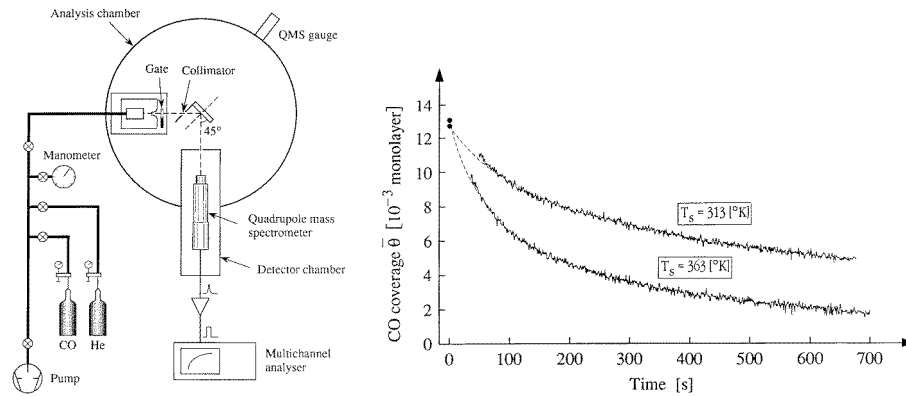 Analysis chamber
QMS gauge
Gate
Collimator
45°
Manometer
Quadrupole mass
spectrometer
Detector chamber
CO
He
Multichannel
analyser
Pump
CO coverage θ̅ [10⁻³ monolayer]
14
12
10
8
6
4
2
0
Tₛ = 313 [°K]
Tₛ = 363 [°K]
0 100 200 300 400 500 600 700
Time [s]